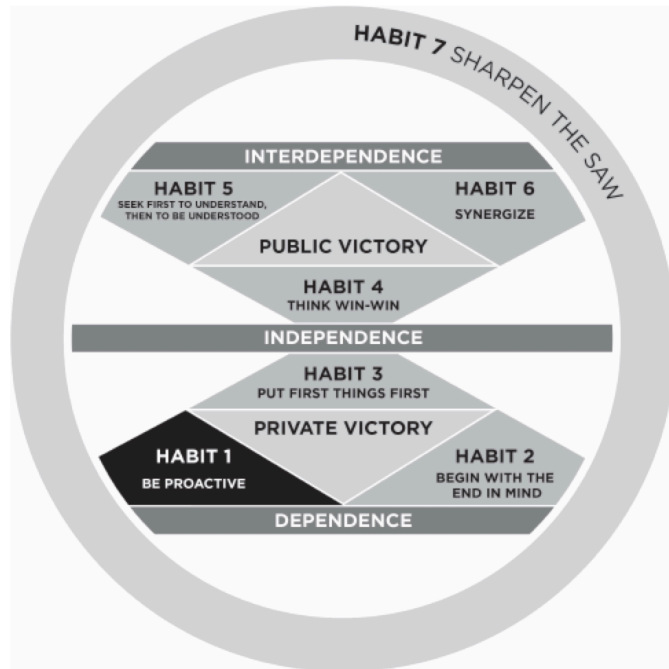 HABIT 7 SHARPEN THE SAW
INTERDEPENDENCE
HABIT 5
SEEK FIRST TO UNDERSTAND,
THEN TO BE UNDERSTOOD
HABIT 6
SYNERGIZE
PUBLIC VICTORY
HABIT 4
THINK WIN-WIN
INDEPENDENCE
HABIT 3
PUT FIRST THINGS FIRST
PRIVATE VICTORY
HABIT 1
BE PROACTIVE
HABIT 2
BEGIN WITH THE
END IN MIND
DEPENDENCE